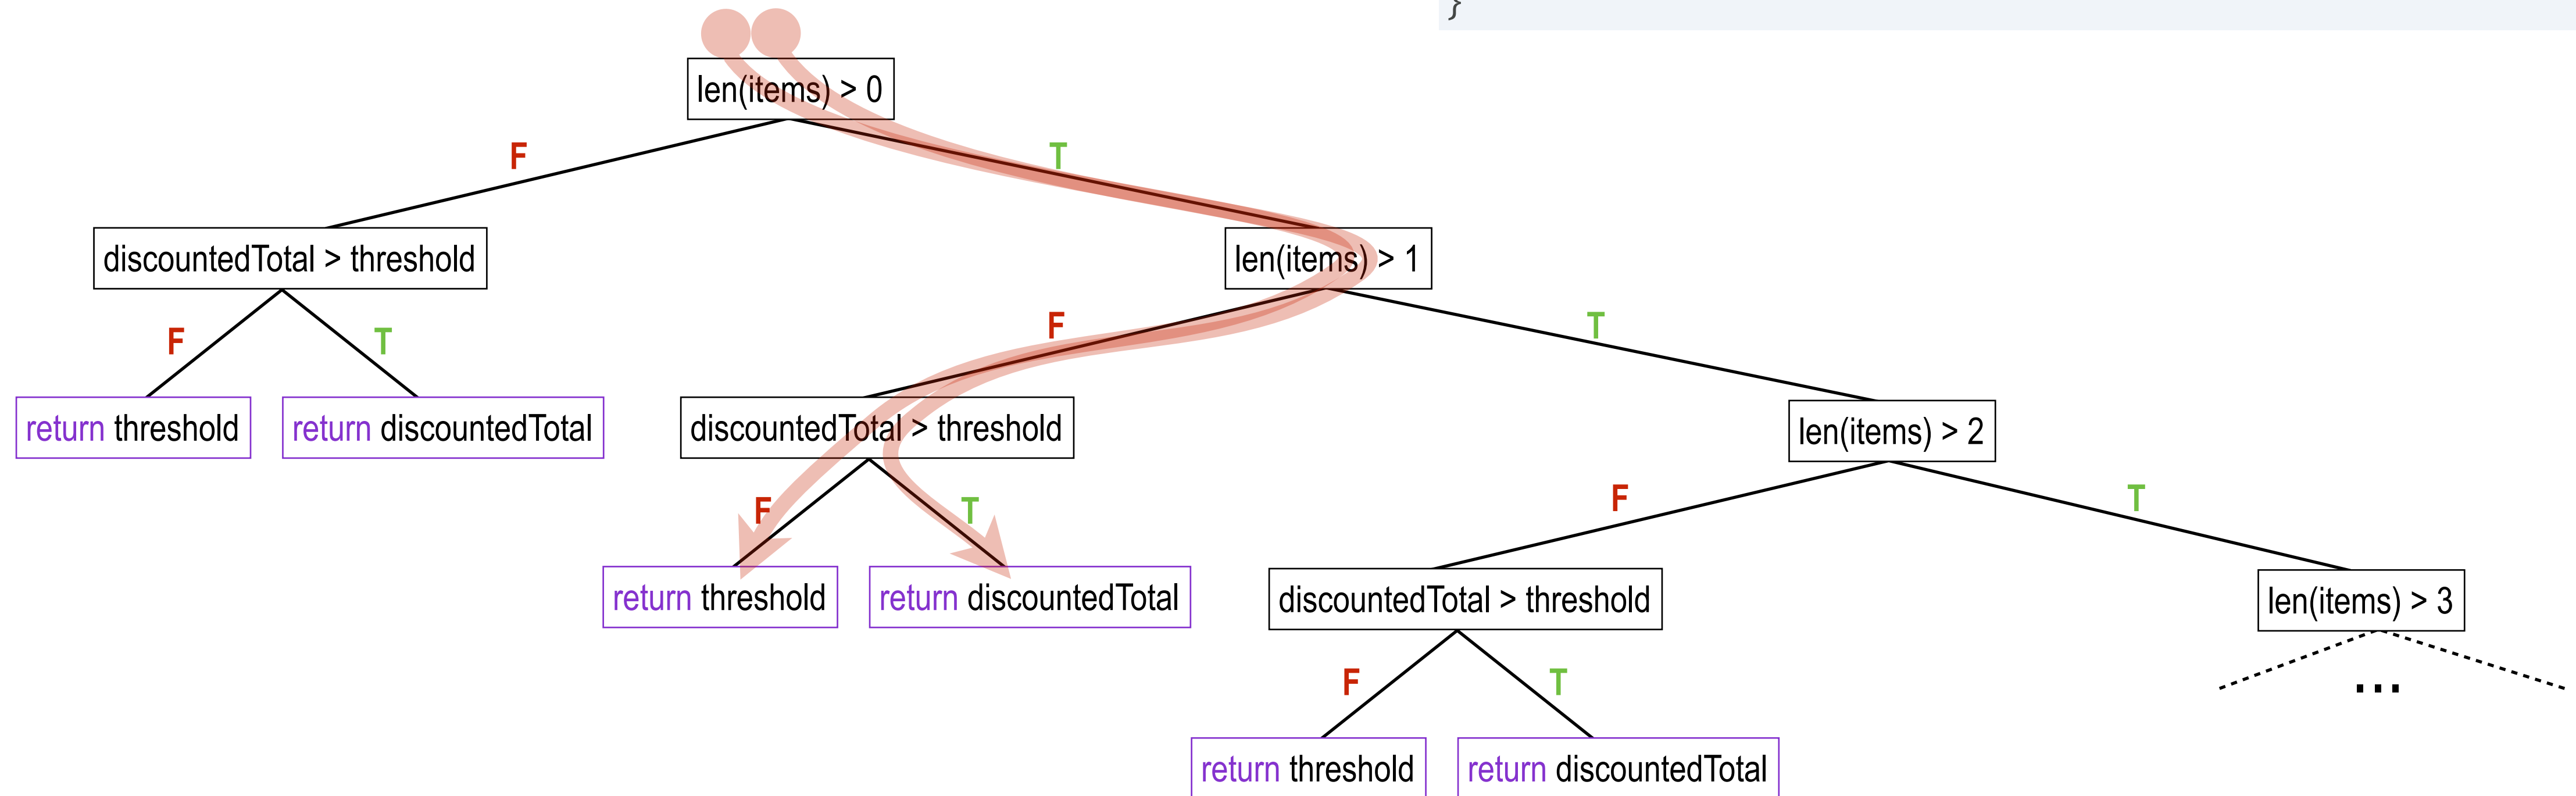 }
len(items) > 0
F
T
discountedTotal > threshold
len(items) > 1
F
T
F
T
return threshold
return discountedTotal
discountedTotal > threshold
len(items) > 2
F
T
F
T
return threshold
return discountedTotal
discountedTotal > threshold
len(items) > 3
F
T
...
return threshold
return discountedTotal